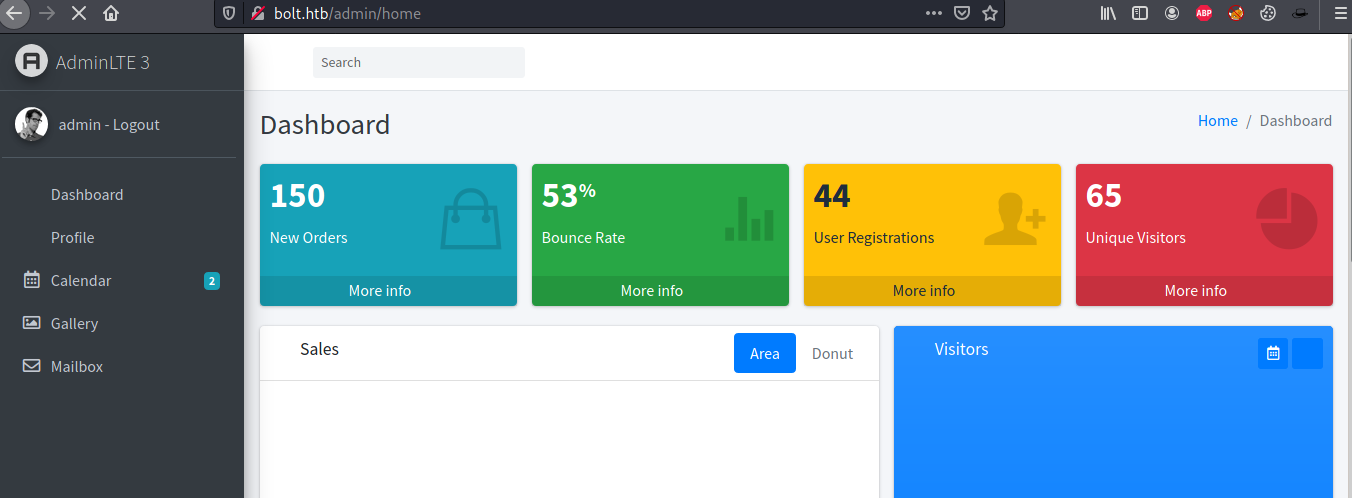 bolt.htb/admin/home
ABP
AdminLTE 3
Search
admin - Logout
Dashboard
Home / Dashboard
Dashboard
Profile
Calendar 2
Gallery
Mailbox
150
New Orders
More info
53%
Bounce Rate
More info
44
User Registrations
More info
65
Unique Visitors
More info
Sales
Area Donut
Visitors